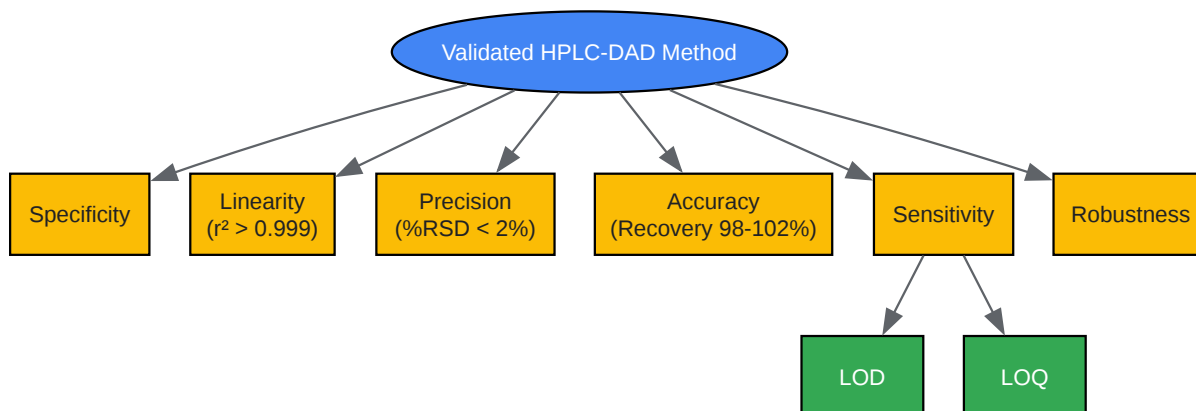 Validated HPLC-DAD Method
Specificity
Linearity
(r² > 0.999)
Precision
(%RSD < 2%)
Accuracy
(Recovery 98-102%)
Sensitivity
Robustness
LOD
LOQ